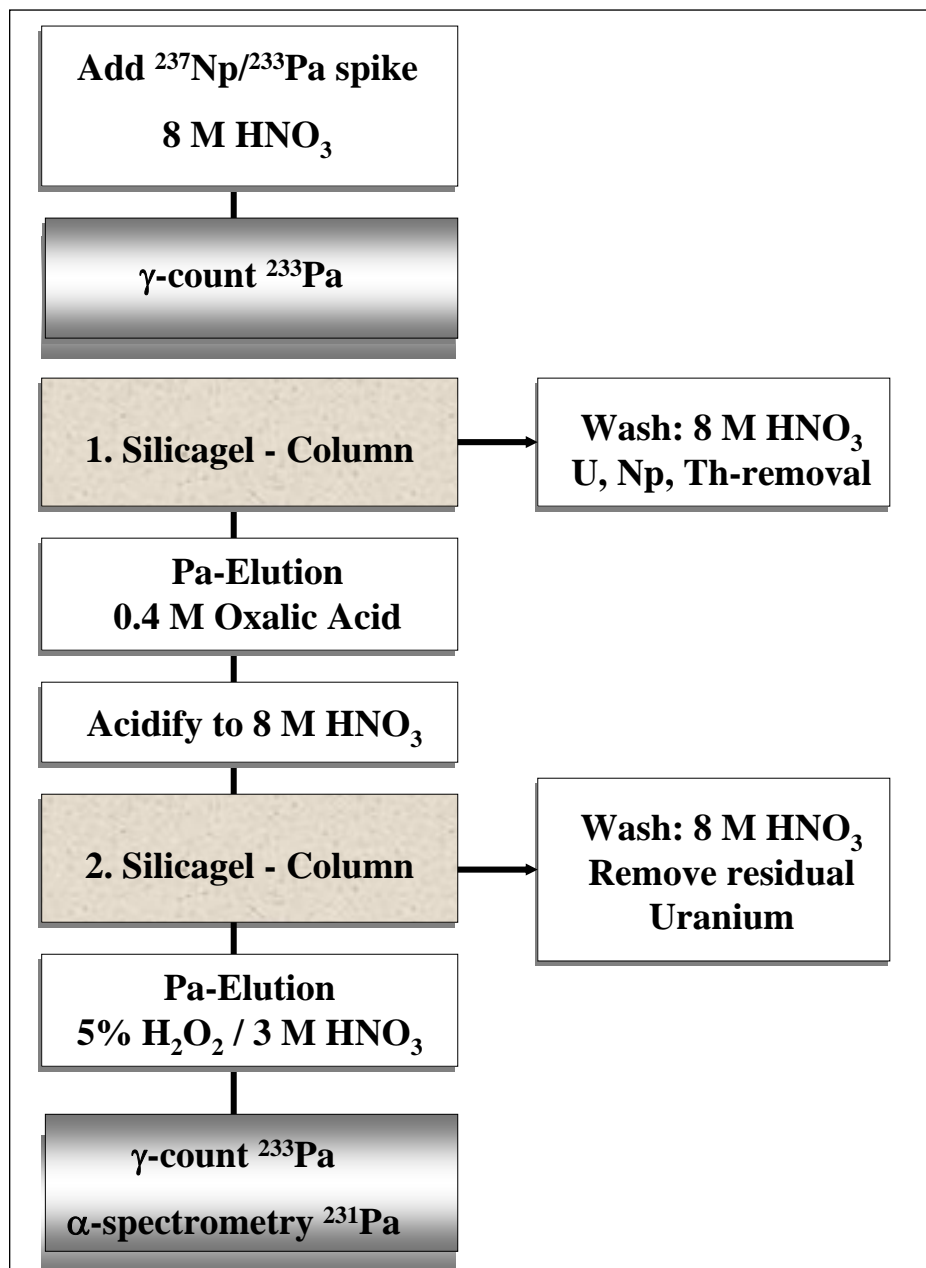 Add ²³⁷Np/²³³Pa spike
8 M HNO₃
γ-count ²³³Pa
1. Silicagel - Column
Wash: 8 M HNO₃
U, Np, Th-removal
Pa-Elution
0.4 M Oxalic Acid
Acidify to 8 M HNO₃
2. Silicagel - Column
Wash: 8 M HNO₃
Remove residual
Uranium
Pa-Elution
5% H₂O₂ / 3 M HNO₃
γ-count ²³³Pa
α-spectrometry ²³¹Pa